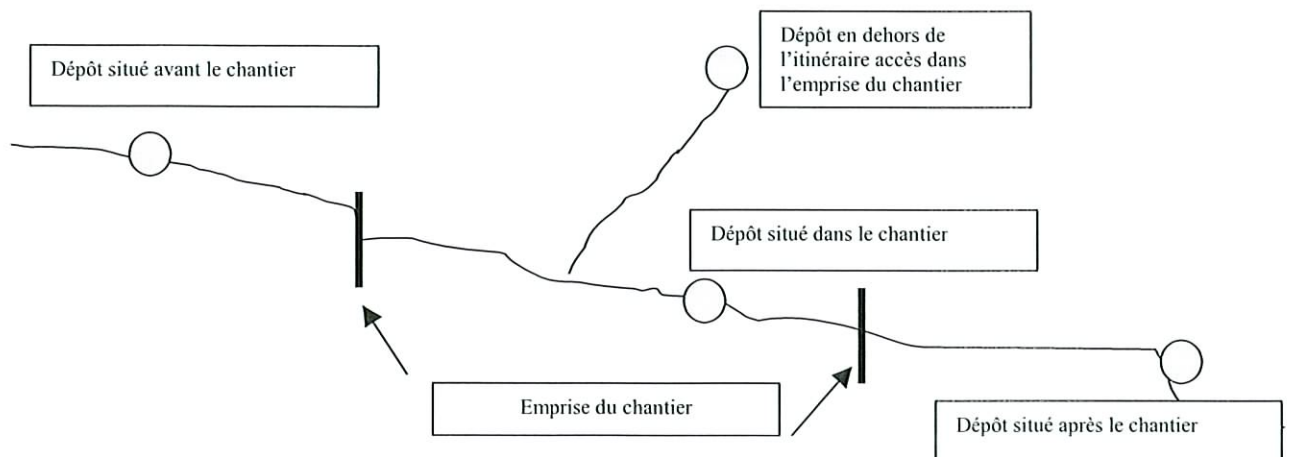 Dépôt en dehors de
l'itinéraire accès dans
l'emprise du chantier
Dépôt situé avant le chantier
Dépôt situé dans le chantier
Emprise du chantier
Dépôt situé après le chantier